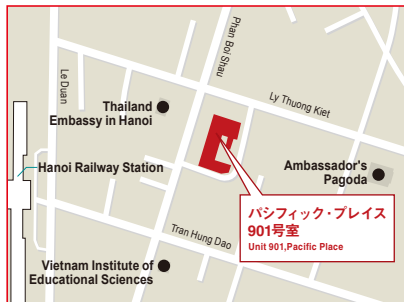 Phan Boi Shau
Le Duan
Ly Thuong Kiet
Thailand
Embassy in Hanoi
Hanoi Railway Station
Ambassador's
Pagoda
パシフィック・プレイス
901号室
Unit 901,Pacific Place
Tran Hung Dao
Vietnam Institute of
Educational Sciences